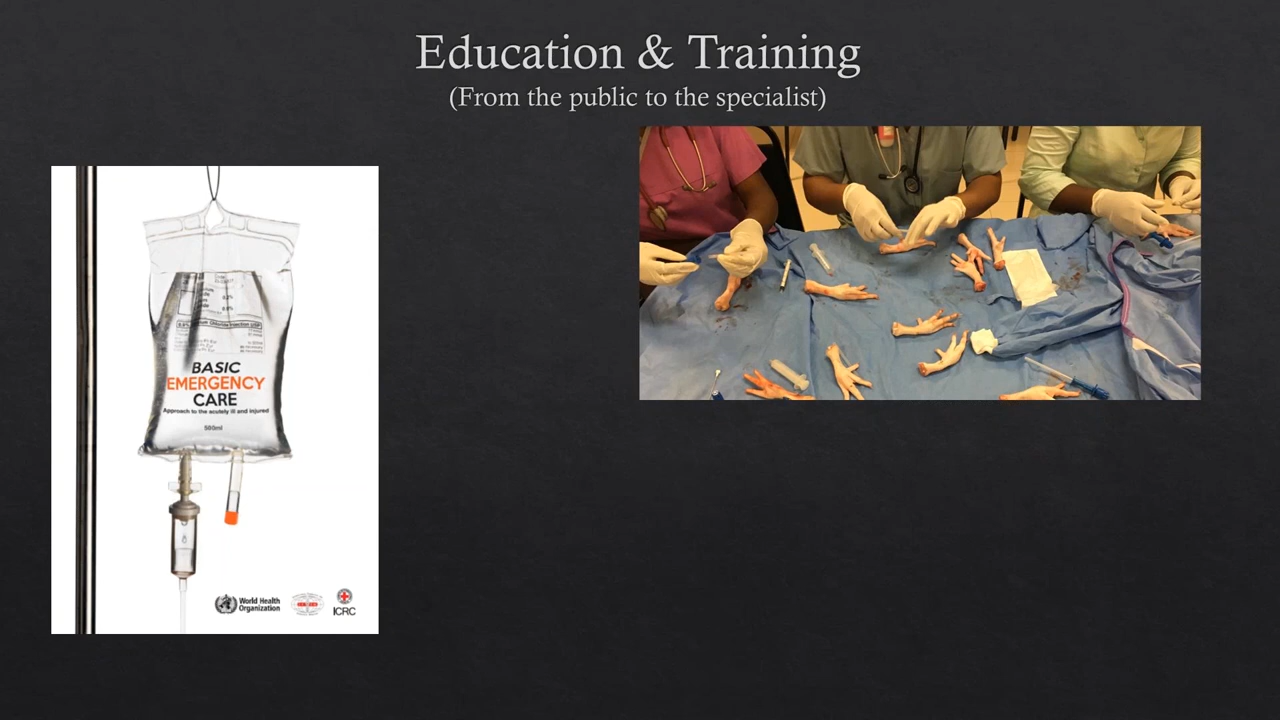 Education & Training
(From the public to the specialist)
BASIC
EMERGENCY
CARE
Approach to the acutely ill and injured
500ml
World Health
Organization
ICRC